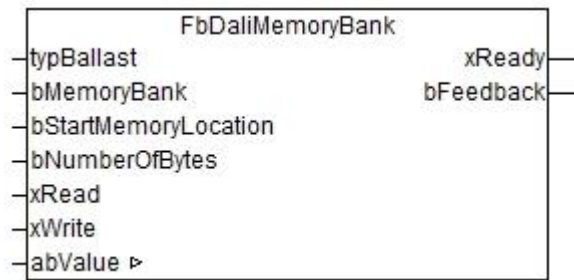 FbDaliMemoryBank
typBallast xReady
bMemoryBank bFeedback
bStartMemoryLocation
bNumberOfBytes
xRead
xWrite
abValue ▹